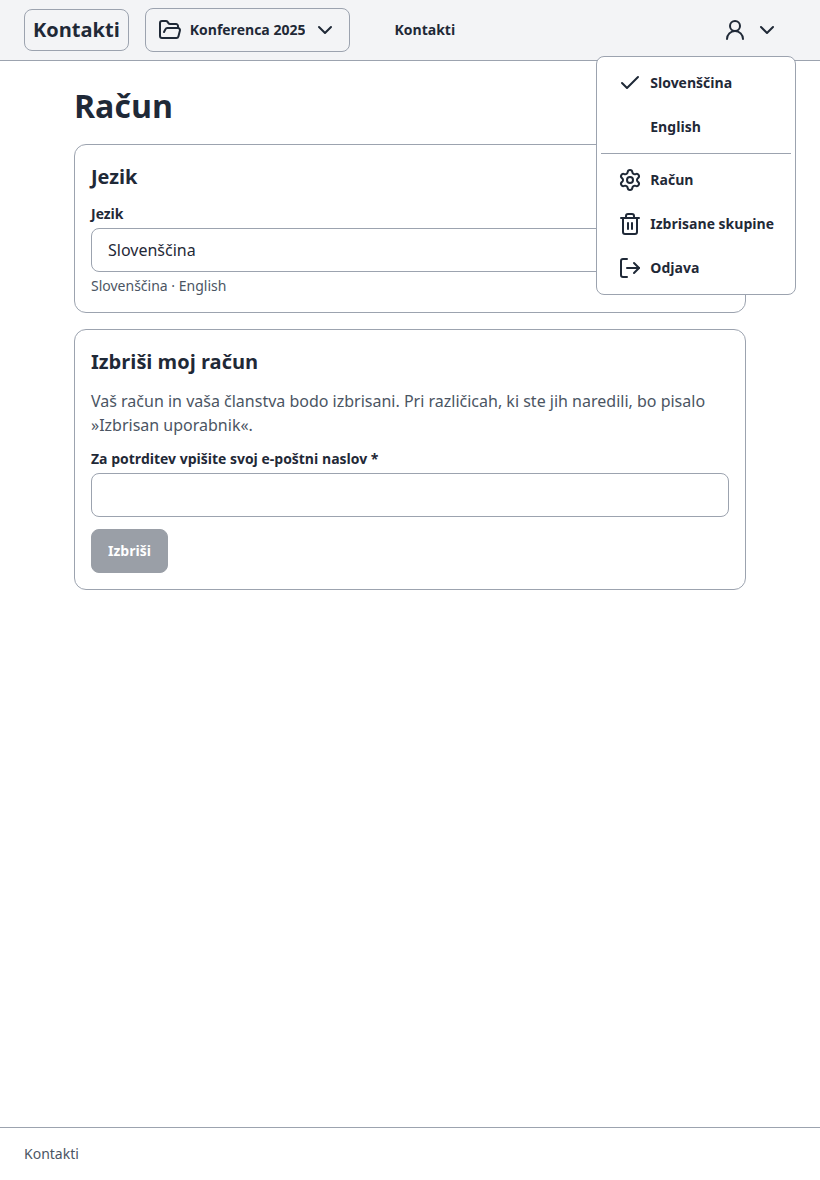 Kontakti
Konferenca 2025
Kontakti
Slovenščina
English
Račun
Izbrisane skupine
Odjava
Račun
Jezik
Jezik
Slovenščina
Slovenščina · English
Izbriši moj račun
Vaš račun in vaša članstva bodo izbrisani. Pri različicah, ki ste jih naredili, bo pisalo
»Izbrisan uporabnik«.
Za potrditev vpišite svoj e-poštni naslov *
Izbriši
Kontakti